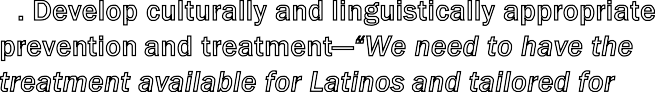 . Develop culturally and linguistically appropriate
prevention and treatment—“We need to have the
treatment available for Latinos and tailored for